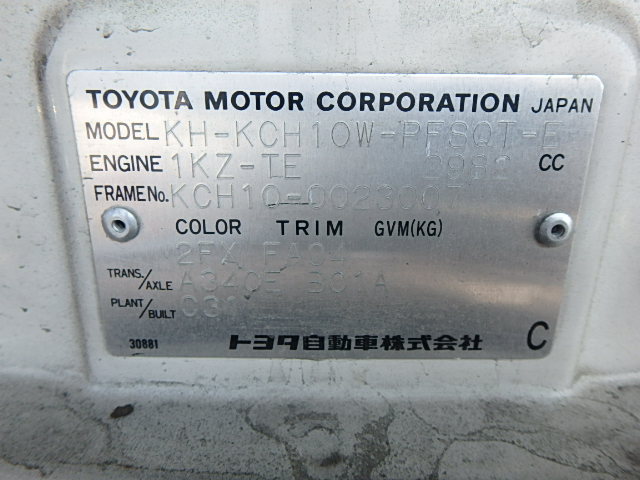 TOYOTA MOTOR CORPORATION JAPAN
MODEL KH-KCH10W-PFSQT-E
ENGINE 1KZ-TE 2982 CC
FRAME No. KCH10-0023007
COLOR TRIM GVM(KG)
2FX FA04
TRANS./AXLE A340E B01A
PLANT/BUILT C31
30881 トヨタ自動車株式会社 C